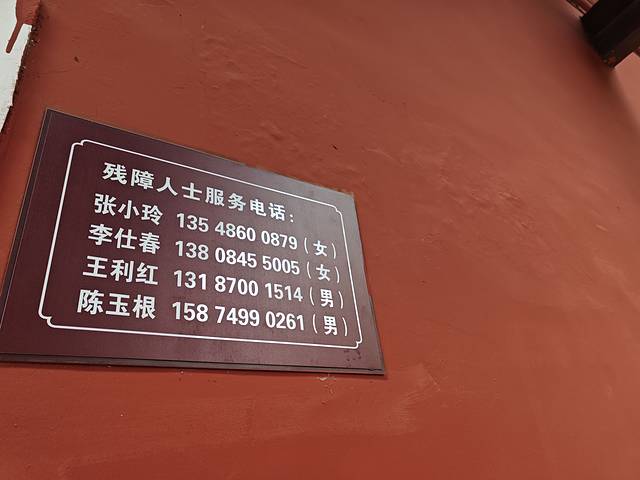 残障人士服务电话：
张小玲 135 4860 0879（女）
李仕春 138 0845 5005（女）
王利红 131 8700 1514（男）
陈玉根 158 7499 0261（男）